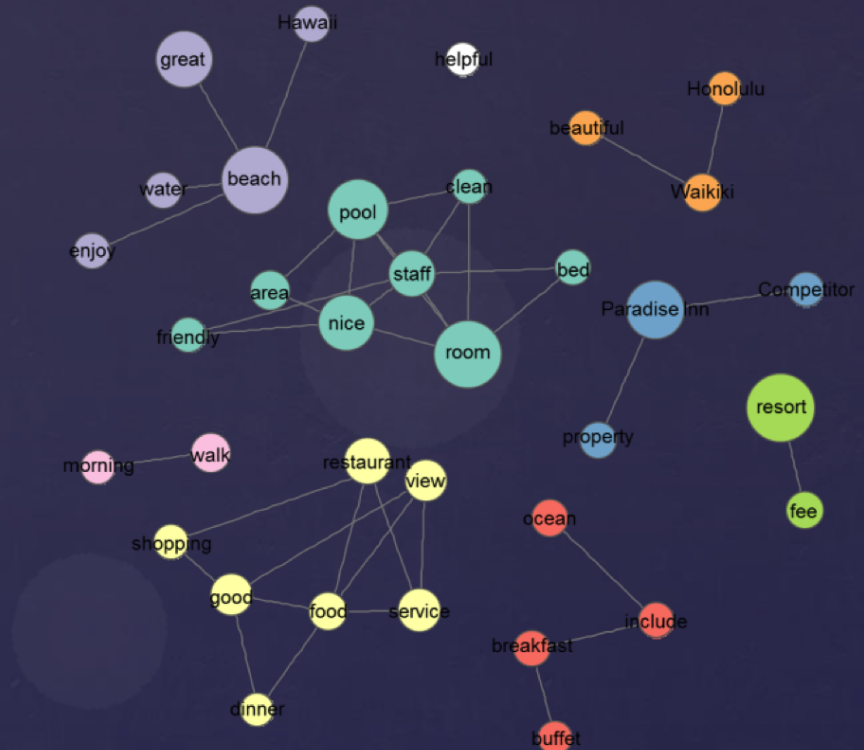 Hawaii
great
helpful
Honolulu
beautiful
beach
clean
water
Waikiki
pool
enjoy
bed
staff
area
Competitor
Paradise Inn
nice
friendly
room
resort
property
walk
restaurant
morning
view
fee
ocean
shopping
good
food
service
include
breakfast
dinner
buffet